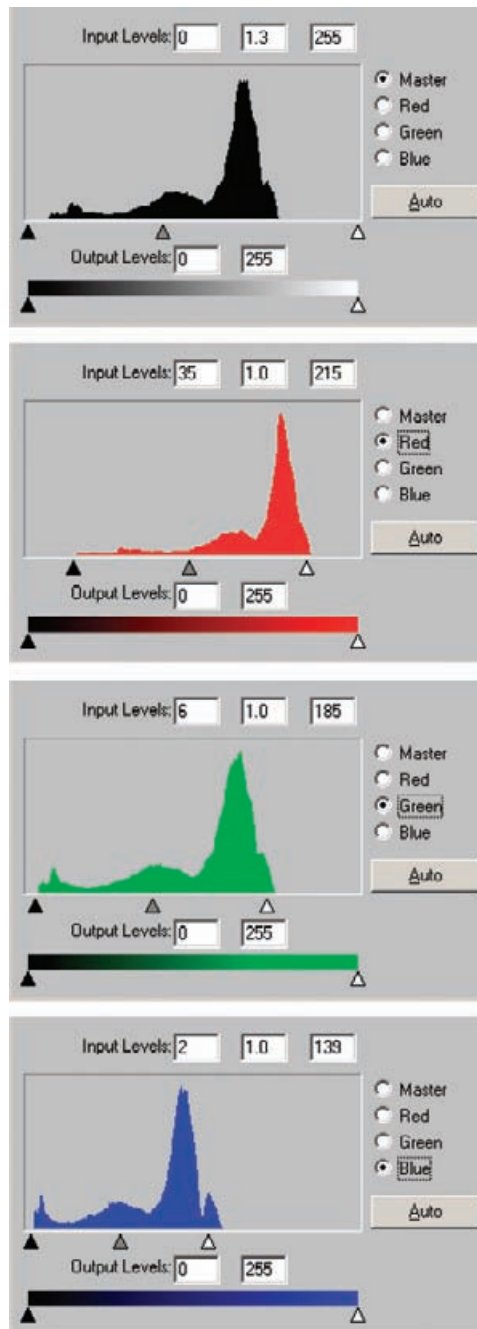 Input Levels: 0 1.3 255
Master
Red
Green
Blue
Auto
Output Levels: 0 255
Input Levels: 35 1.0 215
Master
Red
Green
Blue
Auto
Output Levels: 0 255
Input Levels: 6 1.0 185
Master
Red
Green
Blue
Auto
Output Levels: 0 255
Input Levels: 2 1.0 139
Master
Red
Green
Blue
Auto
Output Levels: 0 255